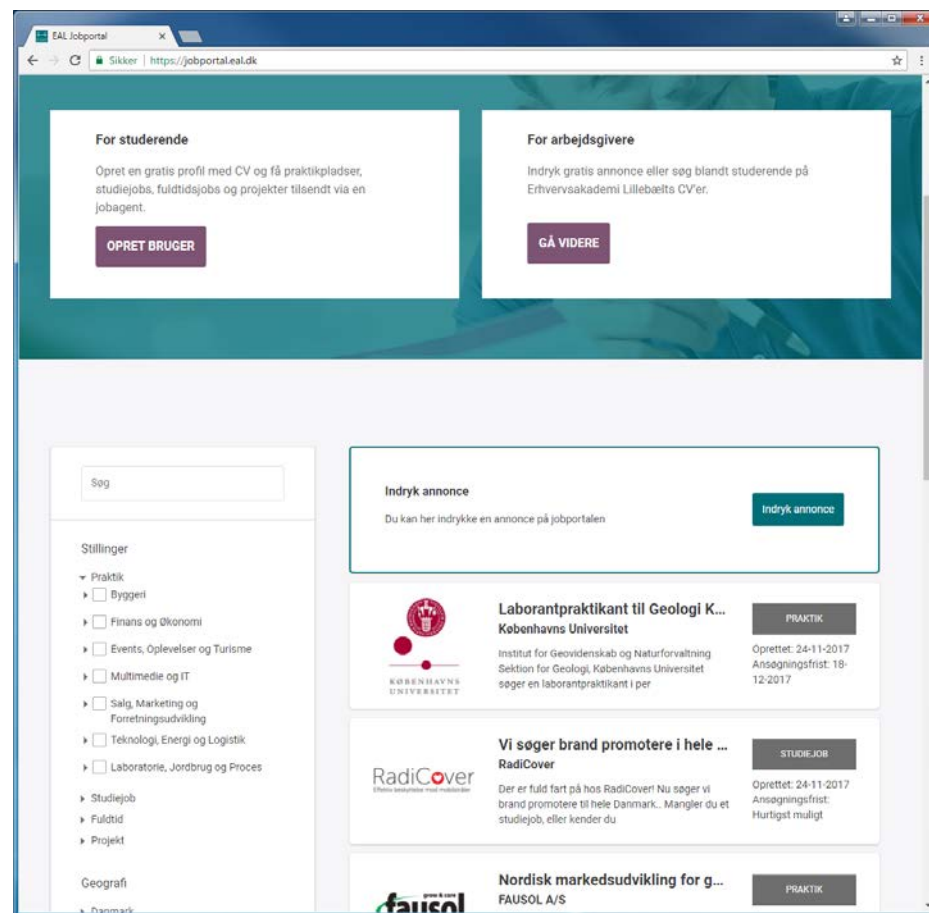 EAL Jobportal
Sikker | https://jobportal.eal.dk
For studerende
Opret en gratis profil med CV og få praktikpladser,
studiejobs, fuldtidsjobs og projekter tilsendt via en
jobagent.
OPRET BRUGER
For arbejdsgivere
Indryk gratis annonce eller søg blandt studerende på
Erhvervsakademi Lillebælts CV'er.
GÅ VIDERE
Søg
Stillinger
Praktik
Byggeri
Finans og Økonomi
Events, Oplevelser og Turisme
Multimedie og IT
Salg, Marketing og
Forretningsudvikling
Teknologi, Energi og Logistik
Laboratorie, Jordbrug og Proces
Studiejob
Fuldtid
Projekt
Geografi
Danmark
Indryk annonce
Du kan her indrykke en annonce på jobportalen
Indryk annonce
KØBENHAVNS
UNIVERSITET
Laborantpraktikant til Geologi K...
Københavns Universitet
Institut for Geovidenskab og Naturforvaltning
Sektion for Geologi, Københavns Universitet
søger en laborantpraktikant i per
PRAKTIK
Oprettet: 24-11-2017
Ansøgningsfrist: 18-
12-2017
RadiCover
Effektiv beskyttelse mod mobilstråler
Vi søger brand promotere i hele ...
RadiCover
Der er fuld fart på hos RadiCover! Nu søger vi
brand promotere til hele Danmark.. Mangler du et
studiejob, eller kender du
STUDIEJOB
Oprettet: 24-11-2017
Ansøgningsfrist:
Hurtigst muligt
grow & care
fausol
Nordisk markedsudvikling for g...
FAUSOL A/S
PRAKTIK